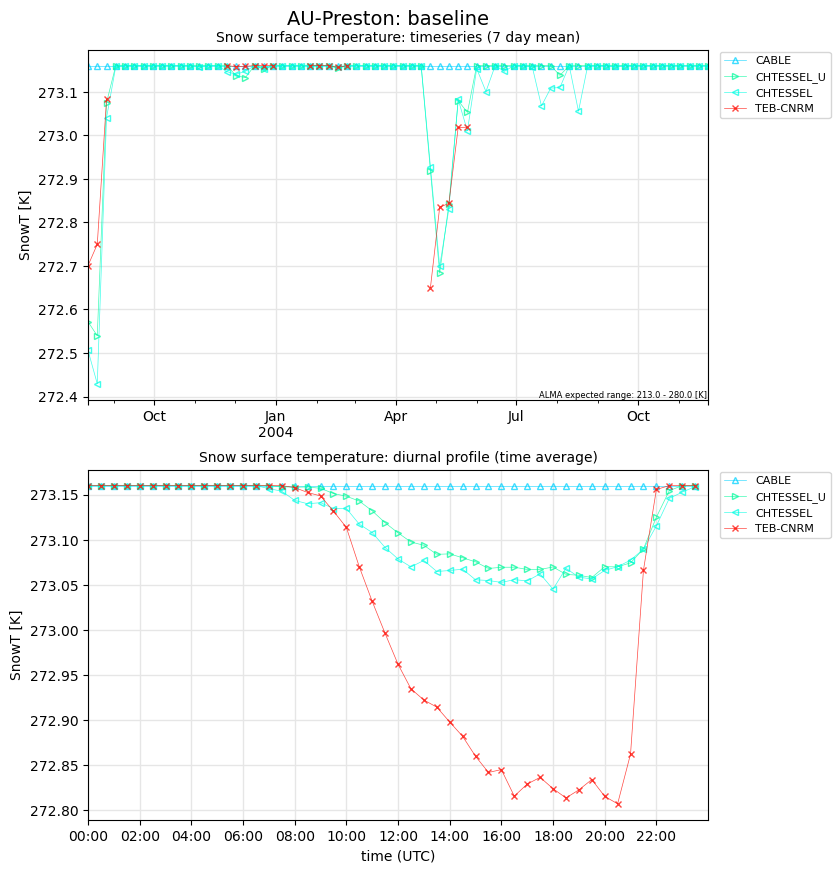 AU-Preston: baseline
Snow surface temperature: timeseries (7 day mean)
SnowT [K]
273.1
273.0
272.9
272.8
272.7
272.6
272.5
272.4
Oct
Jan
2004
Apr
Jul
Oct
ALMA expected range: 213.0 - 280.0 [K]
CABLE
CHTESSEL_U
CHTESSEL
TEB-CNRM
Snow surface temperature: diurnal profile (time average)
SnowT [K]
273.15
273.10
273.05
273.00
272.95
272.90
272.85
272.80
00:00 02:00 04:00 06:00 08:00 10:00 12:00 14:00 16:00 18:00 20:00 22:00
time (UTC)
CABLE
CHTESSEL_U
CHTESSEL
TEB-CNRM